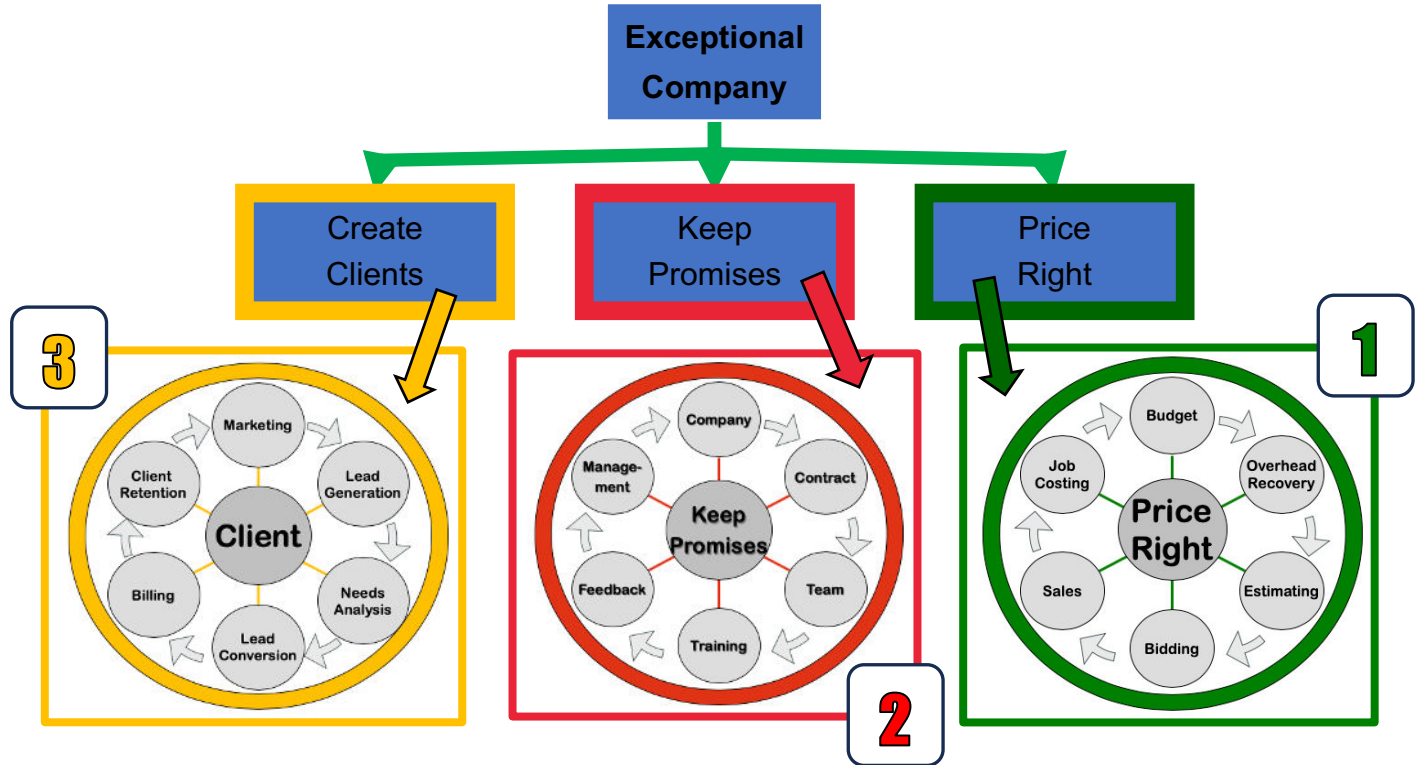 Exceptional
Company
Create
Clients
Keep
Promises
Price
Right
3
Marketing
Lead
Generation
Needs
Analysis
Lead
Conversion
Billing
Client
Retention
Client
2
Company
Contract
Team
Training
Feedback
Manage-
ment
Keep
Promises
1
Budget
Overhead
Recovery
Estimating
Bidding
Sales
Job
Costing
Price
Right